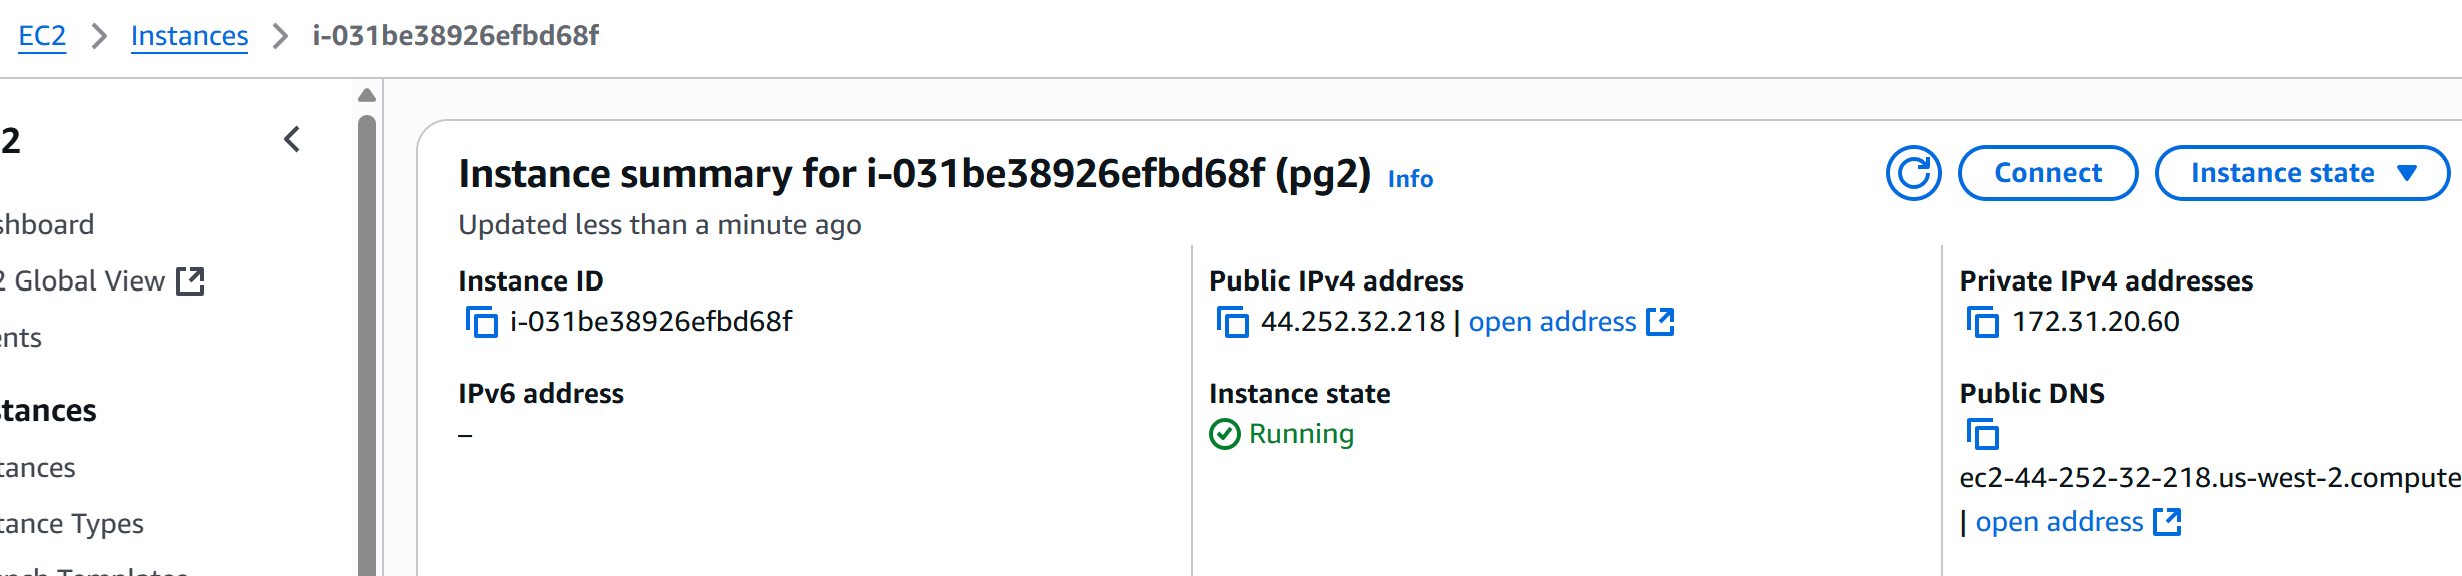 EC2 > Instances > i-031be38926efbd68f
2
shboard
2 Global View
ents
stances
tances
tance Types
Instance summary for i-031be38926efbd68f (pg2) Info
Connect
Instance state
Updated less than a minute ago
Instance ID
i-031be38926efbd68f
Public IPv4 address
44.252.32.218 | open address
Private IPv4 addresses
172.31.20.60
IPv6 address
–
Instance state
Running
Public DNS
ec2-44-252-32-218.us-west-2.compute
| open address